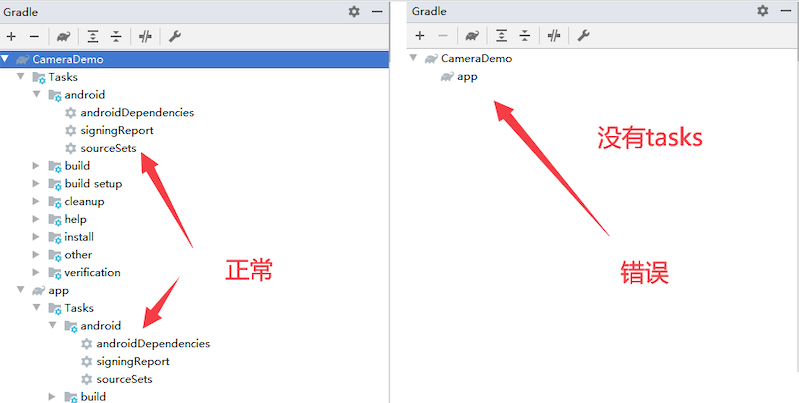 Gradle
CameraDemo
Tasks
android
androidDependencies
signingReport
sourceSets
build
build setup
cleanup
help
install
other
verification
app
Tasks
android
androidDependencies
signingReport
sourceSets
build
正常
Gradle
CameraDemo
app
没有tasks
错误